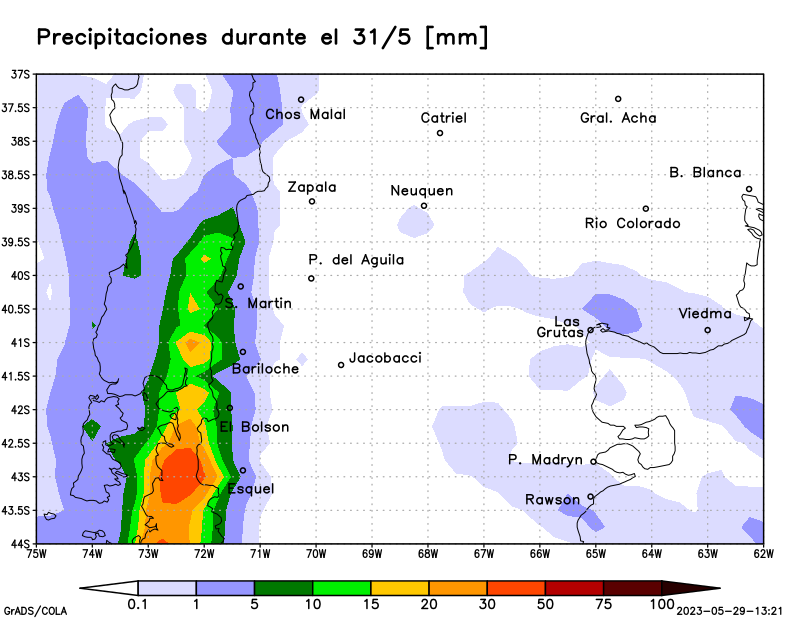 Precipitaciones durante el 31/5 [mm]
37S
37.5S
Chos Malal
Catriel
Gral. Acha
38S
38.5S
B. Blanca
Zapala
Neuquen
39S
Rio Colorado
39.5S
P. del Aguila
40S
S. Martin
40.5S
Las
Grutas
Viedma
41S
Jacobacci
Bariloche
41.5S
42S
El Bolson
42.5S
P. Madryn
43S
Esquel
Rawson
43.5S
44S
75W 74W 73W 72W 71W 70W 69W 68W 67W 66W 65W 64W 63W 62W
0.1 1 5 10 15 20 30 50 75 100
GrADS/COLA
2023-05-29-13:21